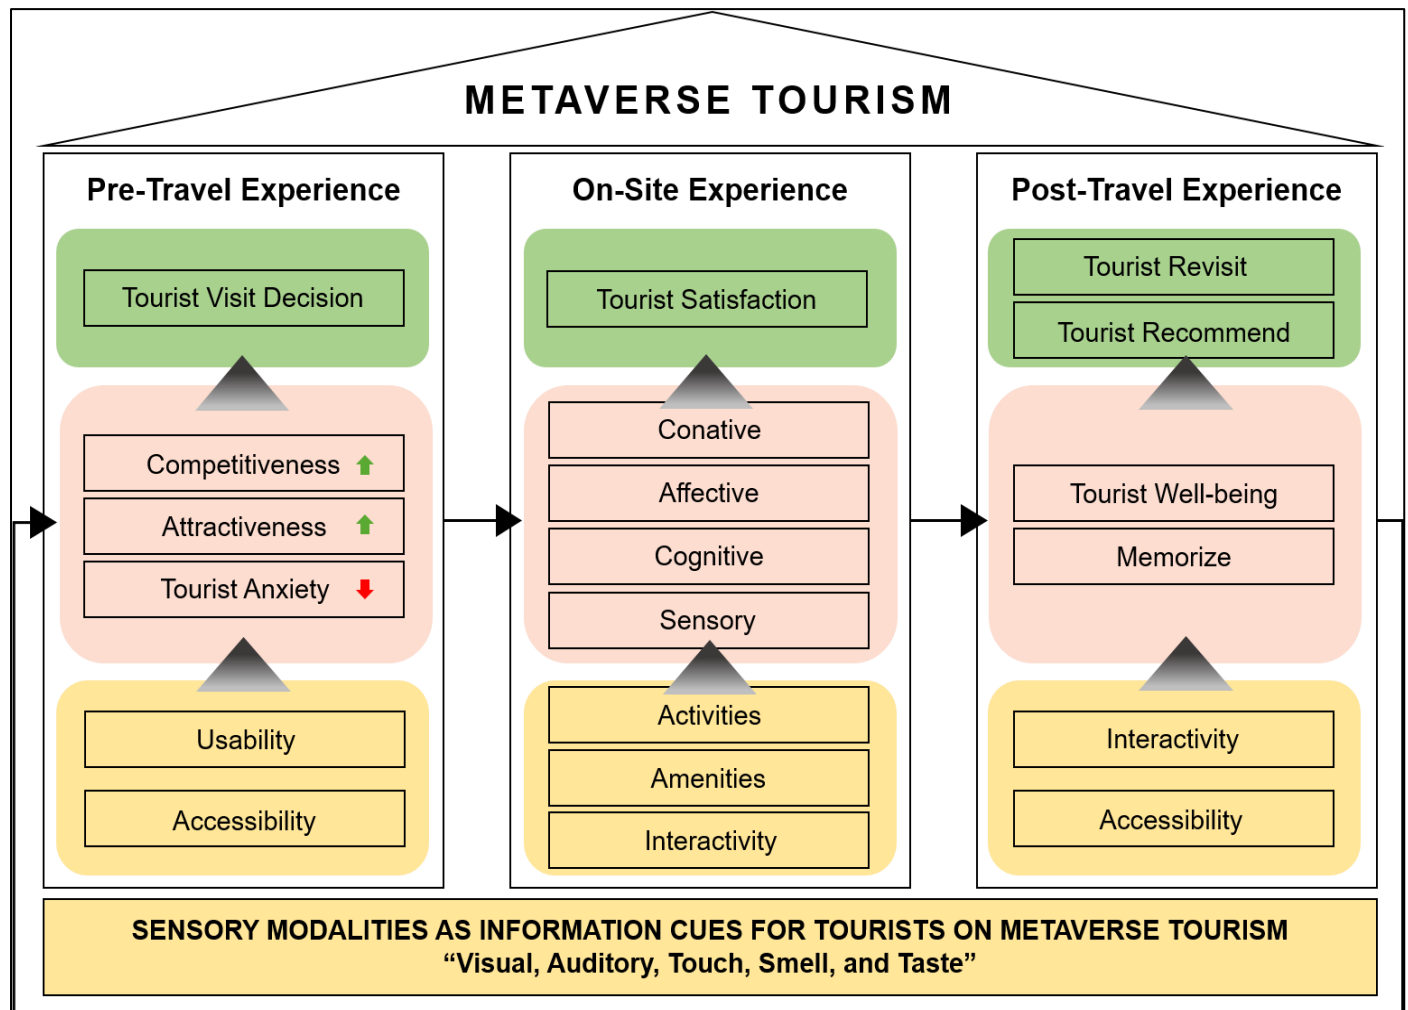 METAVERSE TOURISM
Pre-Travel Experience
Tourist Visit Decision
Competitiveness
Attractiveness
Tourist Anxiety
Usability
Accessibility
On-Site Experience
Tourist Satisfaction
Conative
Affective
Cognitive
Sensory
Activities
Amenities
Interactivity
Post-Travel Experience
Tourist Revisit
Tourist Recommend
Tourist Well-being
Memorize
Interactivity
Accessibility
SENSORY MODALITIES AS INFORMATION CUES FOR TOURISTS ON METAVERSE TOURISM
“Visual, Auditory, Touch, Smell, and Taste”